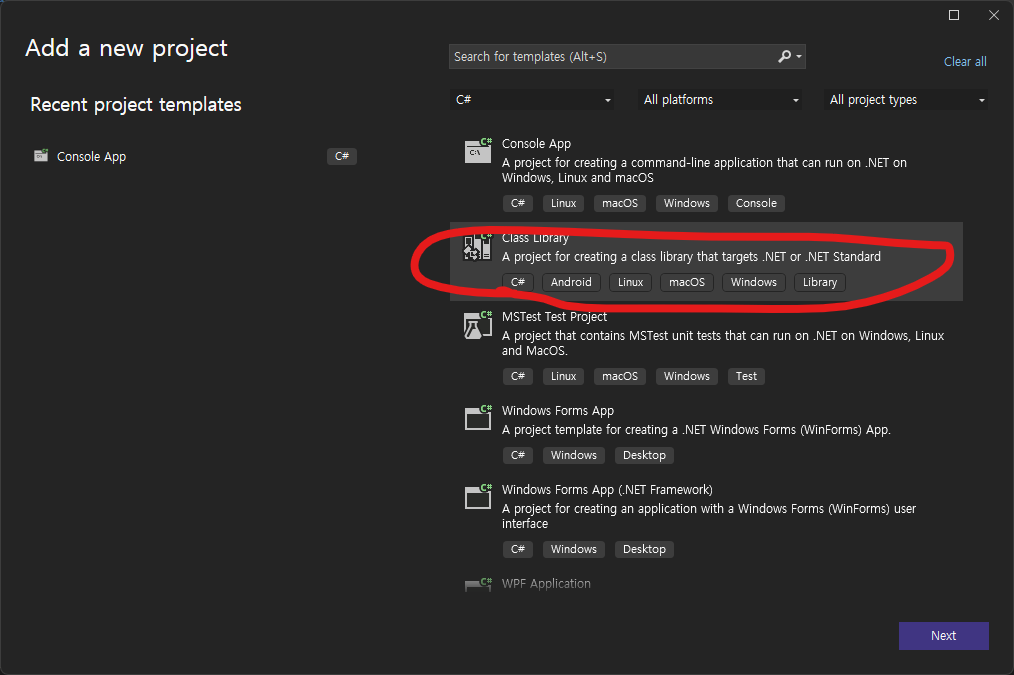 Add a new project
Search for templates (Alt+S)
Clear all
Recent project templates
C#
All platforms
All project types
Console App
C#
Console App
A project for creating a command-line application that can run on .NET on
Windows, Linux and macOS
C# Linux macOS Windows Console
Class Library
A project for creating a class library that targets .NET or .NET Standard
C# Android Linux macOS Windows Library
MSTest Test Project
A project that contains MSTest unit tests that can run on .NET on Windows, Linux
and MacOS.
C# Linux macOS Windows Test
Windows Forms App
A project template for creating a .NET Windows Forms (WinForms) App.
C# Windows Desktop
Windows Forms App (.NET Framework)
A project for creating an application with a Windows Forms (WinForms) user
interface
C# Windows Desktop
WPF Application
Next